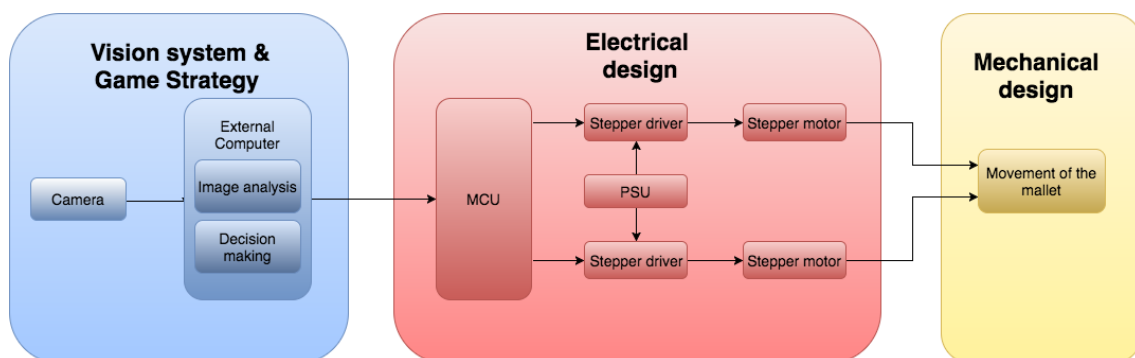 Vision system &
Game Strategy
External
Computer
Image analysis
Decision
making
Camera
Electrical
design
MCU
Stepper driver
Stepper motor
PSU
Stepper driver
Stepper motor
Mechanical
design
Movement of the
mallet